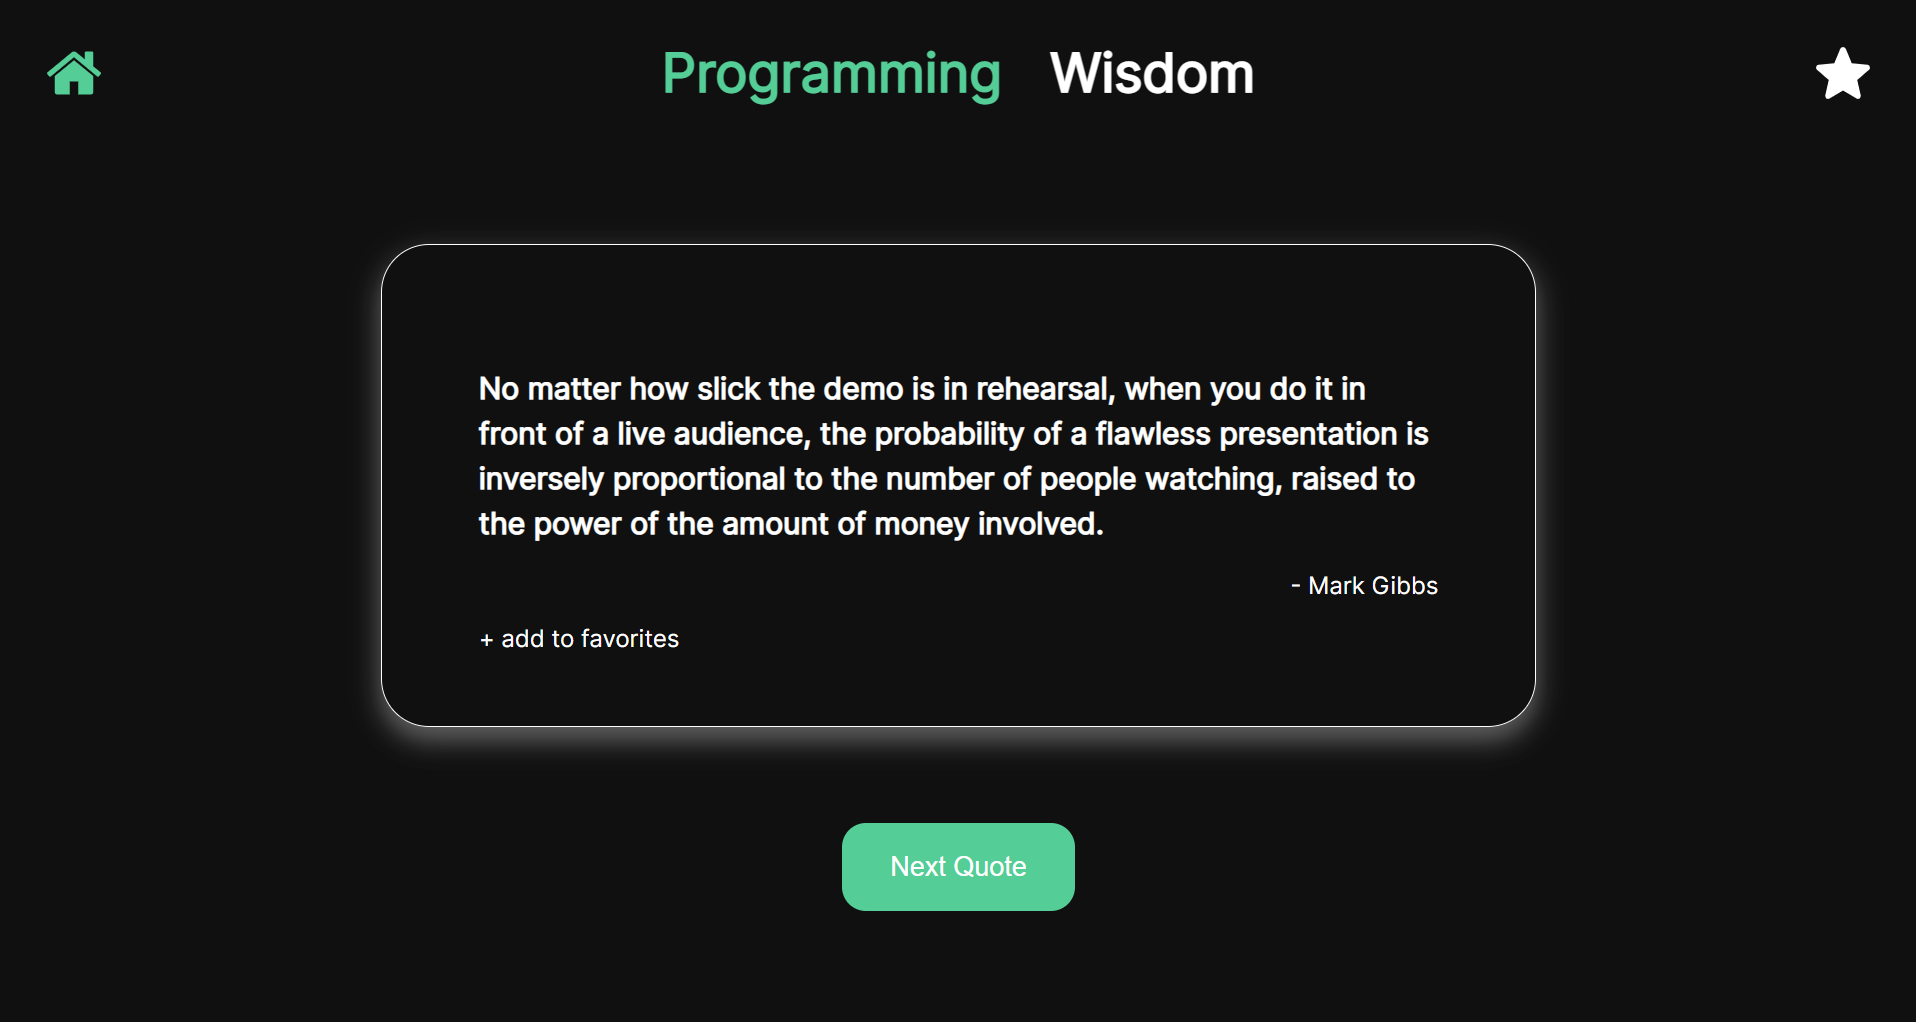 Programming Wisdom
No matter how slick the demo is in rehearsal, when you do it in
front of a live audience, the probability of a flawless presentation is
inversely proportional to the number of people watching, raised to
the power of the amount of money involved.
- Mark Gibbs
+ add to favorites
Next Quote